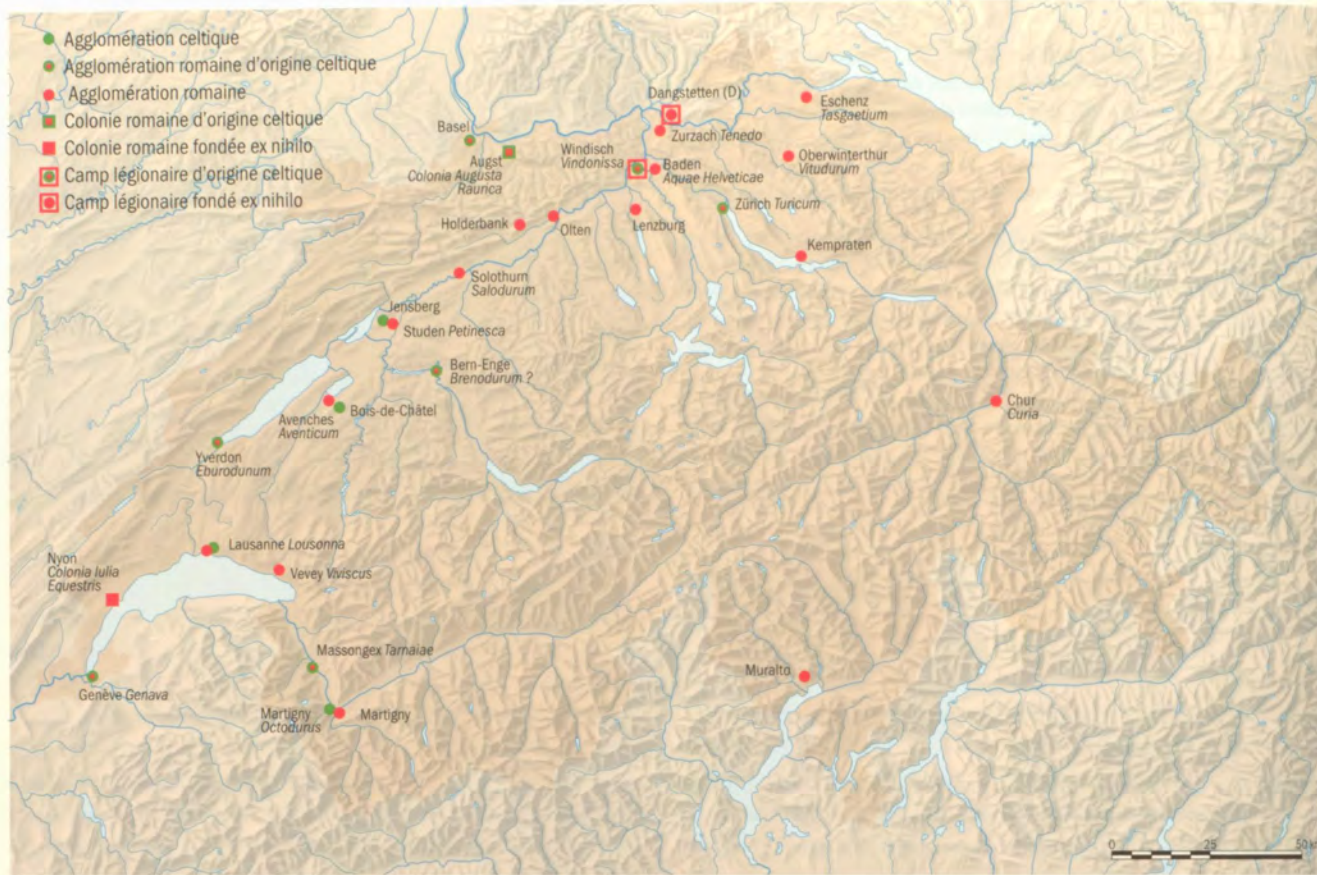 Agglomération celtique
Agglomération romaine d'origine celtique
Agglomération romaine
Colonie romaine d'origine celtique
Colonie romaine fondée ex nihilo
Camp légionaire d'origine celtique
Camp légionaire fondé ex nihilo
Dangstetten (D)
Eschenz
Tasgaetium
Zurzach Tenedo
Basel
Augst
Colonia Augusta
Raurica
Windisch
Vindonissa
Baden
Aquae Helveticae
Oberwinterthur
Vitudurum
Zürich Turicum
Holderbank
Olten
Lenzburg
Kempraten
Solothurn
Salodurum
Jensberg
Studen Petinesca
Bern-Enge
Brenodurum ?
Avenches
Aventicum
Bois-de-Châtel
Chur
Curia
Yverdon
Eburodunum
Lausanne Lousonna
Nyon
Colonia Iulia
Equestris
Vevey Viviscus
Massongex Tarnaiae
Genève Genava
Martigny
Octodurus
Martigny
Muralto
0 25 50 k